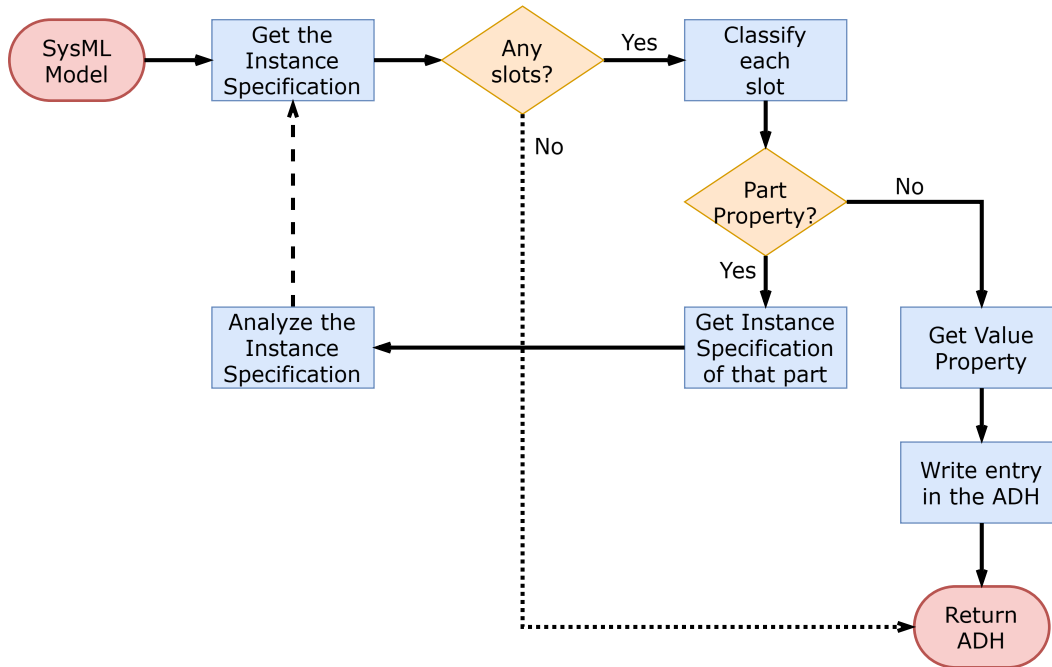 SysML
Model
Get the
Instance
Specification
Any
slots?
Yes
Classify
each
slot
No
Part
Property?
No
Yes
Analyze the
Instance
Specification
Get Instance
Specification
of that part
Get Value
Property
Write entry
in the ADH
Return
ADH